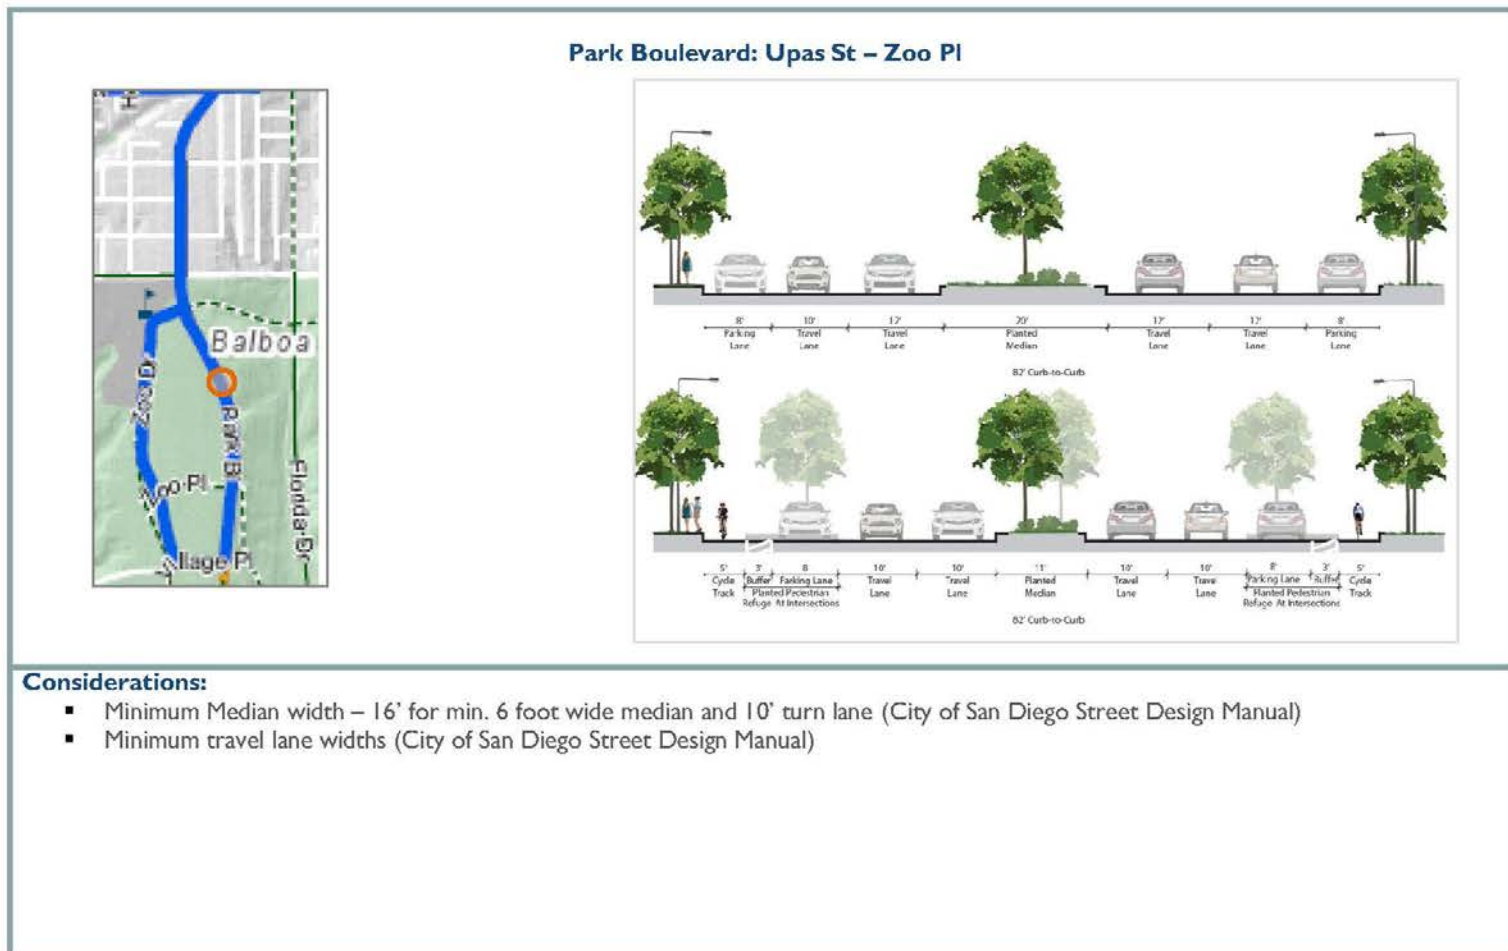 Park Boulevard: Upas St – Zoo Pl
Balboa
Park Bl
Zoo Pl
Village Pl
Florida Dr
8' 10' 12' 20' 12' 12' 8'
Parking Travel Travel Planted Travel Travel Parking
Lane Lane Lane Median Lane Lane Lane
82' Curb-to-Curb
5' 3' 8' 10' 10' 11' 10' 10' 8' 3' 5'
Cycle Buffer Parking Lane Travel Travel Planted Travel Travel Parking Lane Buffer Cycle
Track Planted Pedestrian Lane Lane Median Lane Lane Planted Pedestrian Track
Refuge At Intersections Refuge At Intersections
82' Curb-to-Curb
Considerations:
▪ Minimum Median width – 16’ for min. 6 foot wide median and 10’ turn lane (City of San Diego Street Design Manual)
▪ Minimum travel lane widths (City of San Diego Street Design Manual)